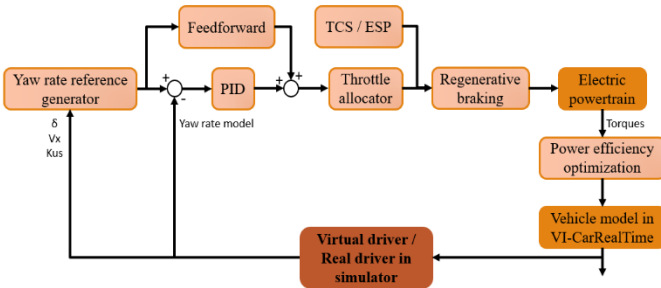 Feedforward
TCS / ESP
Yaw rate reference
generator
+
-
PID
+
+
Throttle
allocator
Regenerative
braking
Electric
powertrain
δ
Vx
Kus
Yaw rate model
Torques
Power efficiency
optimization
Vehicle model in
VI-CarRealTime
Virtual driver /
Real driver in
simulator